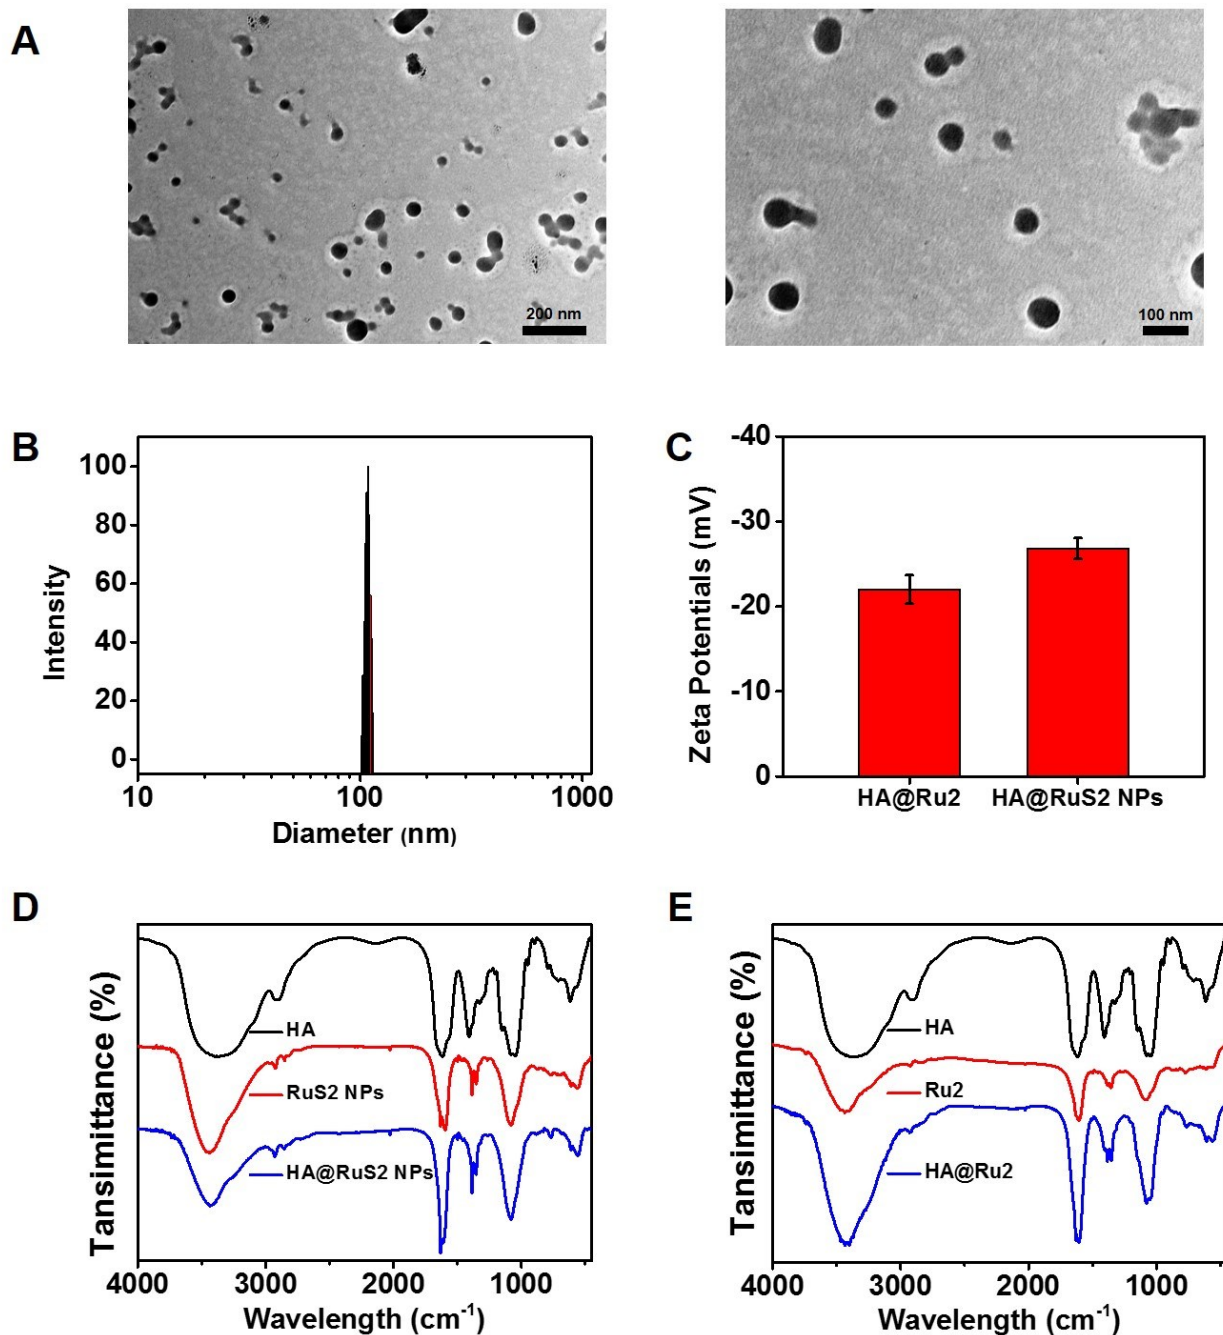 A
200 nm
100 nm
B
100
80
60
40
20
0
Intensity
10
100
1000
Diameter (nm)
C
-40
-30
-20
-10
0
Zeta Potentials (mV)
HA@Ru2
HA@RuS2 NPs
D
Tansimittance (%)
HA
RuS2 NPs
HA@RuS2 NPs
4000
3000
2000
1000
Wavelength (cm⁻¹)
E
Tansimittance (%)
HA
Ru2
HA@Ru2
4000
3000
2000
1000
Wavelength (cm⁻¹)